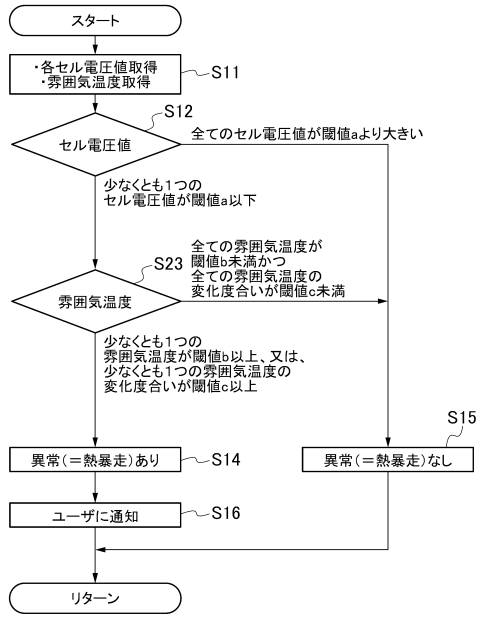 スタート
・各セル電圧値取得
・雰囲気温度取得
S11
S12
セル電圧値
全てのセル電圧値が閾値aより大きい
少なくとも1つの
セル電圧値が閾値a以下
S23
雰囲気温度
全ての雰囲気温度が
閾値b未満かつ
全ての雰囲気温度の
変化度合いが閾値c未満
少なくとも1つの
雰囲気温度が閾値b以上、又は、
少なくとも1つの雰囲気温度の
変化度合いが閾値c以上
異常(=熱暴走)あり
S14
異常(=熱暴走)なし
S15
ユーザに通知
S16
リターン